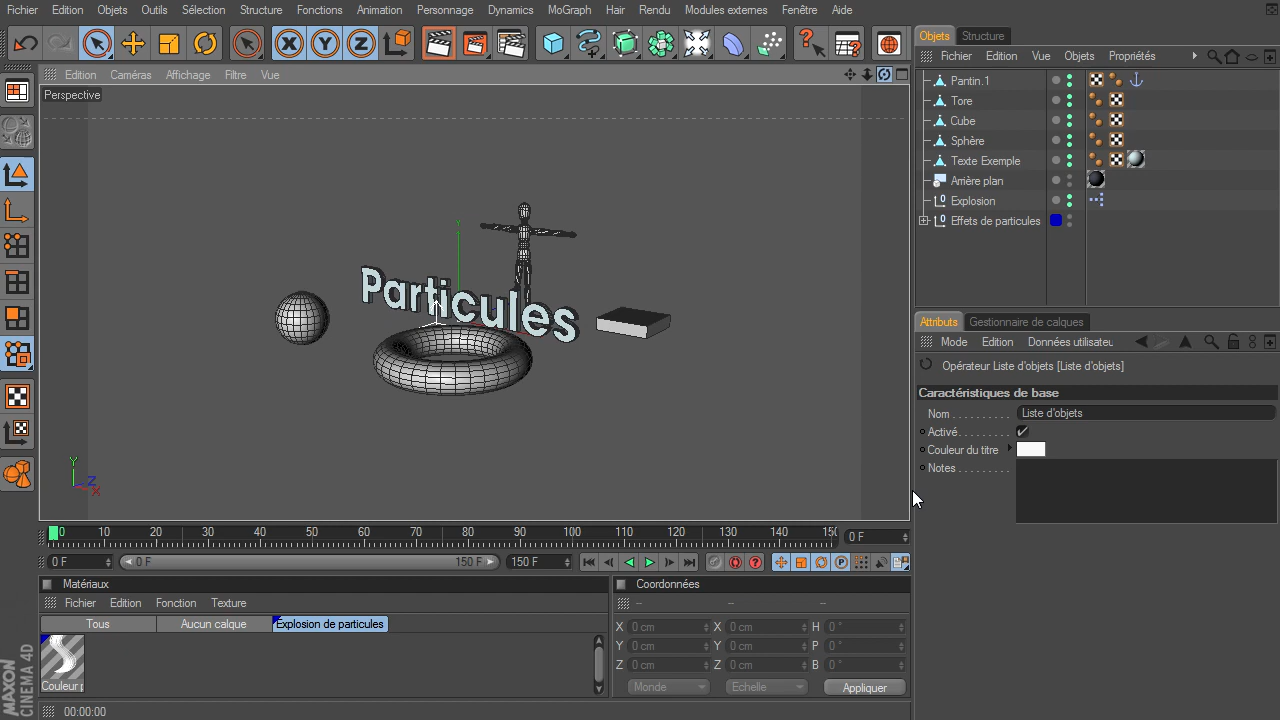 Fichier Edition Objets Outils Sélection Structure Fonctions Animation Personnage Dynamics MoGraph Hair Rendu Modules externes Fenêtre Aide
X Y Z
Objets Structure
Fichier Edition Vue Objets Propriétés
Edition Caméras Affichage Filtre Vue
Perspective
Pantin.1
Tore
Cube
Sphère
Texte Exemple
Arrière plan
Explosion
Effets de particules
Y
Particules
Y
Z
X
Attributs Gestionnaire de calques
Mode Edition Données utilisateu
Opérateur Liste d'objets [Liste d'objets]
Caractéristiques de base
Nom . . . . . . . . . . Liste d'objets
Activé. . . . . . . . .
Couleur du titre
Notes . . . . . . . . .
0 10 20 30 40 50 60 70 80 90 100 110 120 130 140 15( 0 F
0 F 0 F 150 F 150 F
Matériaux
Fichier Edition Fonction Texture
Tous Aucun calque Explosion de particules
Couleur p
Coordonnées
-- -- --
X 0 cm X 0 cm H 0 °
Y 0 cm Y 0 cm P 0 °
Z 0 cm Z 0 cm B 0 °
Monde Echelle Appliquer
MAXON
CINEMA 4D
00:00:00